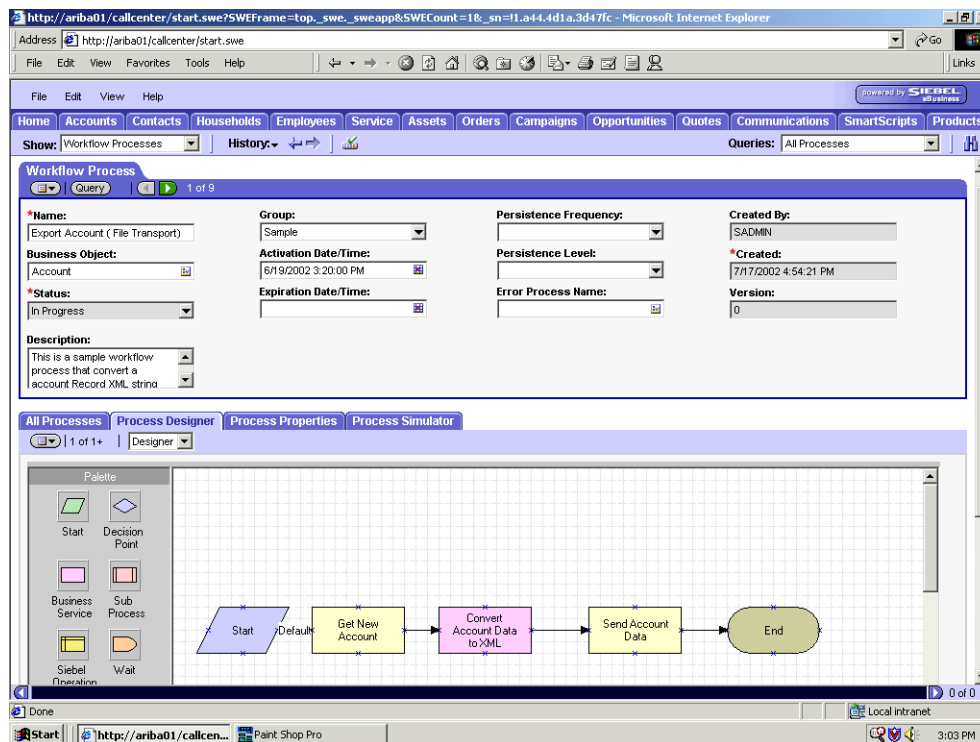 http://ariba01/callcenter/start.swe?SWEFrame=top._swe._sweapp&SWECount=1&_sn=!1.a44.4d1a.3d47fc - Microsoft Internet Explorer
Address http://ariba01/callcenter/start.swe Go
File Edit View Favorites Tools Help Links
File Edit View Help powered by SIEBEL eBusiness
Home Accounts Contacts Households Employees Service Assets Orders Campaigns Opportunities Quotes Communications SmartScripts Products
Show: Workflow Processes History: Queries: All Processes
Workflow Process
Query 1 of 9
*Name: Group: Persistence Frequency: Created By:
Export Account ( File Transport) Sample SADMIN
Business Object: Activation Date/Time: Persistence Level: *Created:
Account 6/19/2002 3:20:00 PM 7/17/2002 4:54:21 PM
*Status: Expiration Date/Time: Error Process Name: Version:
In Progress 0
Description:
This is a sample workflow
process that convert a
account Record XML string
All Processes Process Designer Process Properties Process Simulator
1 of 1+ Designer
Palette
Start Decision
Point
Business Sub
Service Process
Siebel Wait
Operation
Start Default Get New
Account
Convert
Account Data
to XML
Send Account
Data
End
0 of 0
Done Local intranet
Start http://ariba01/callcen... Paint Shop Pro 3:03 PM